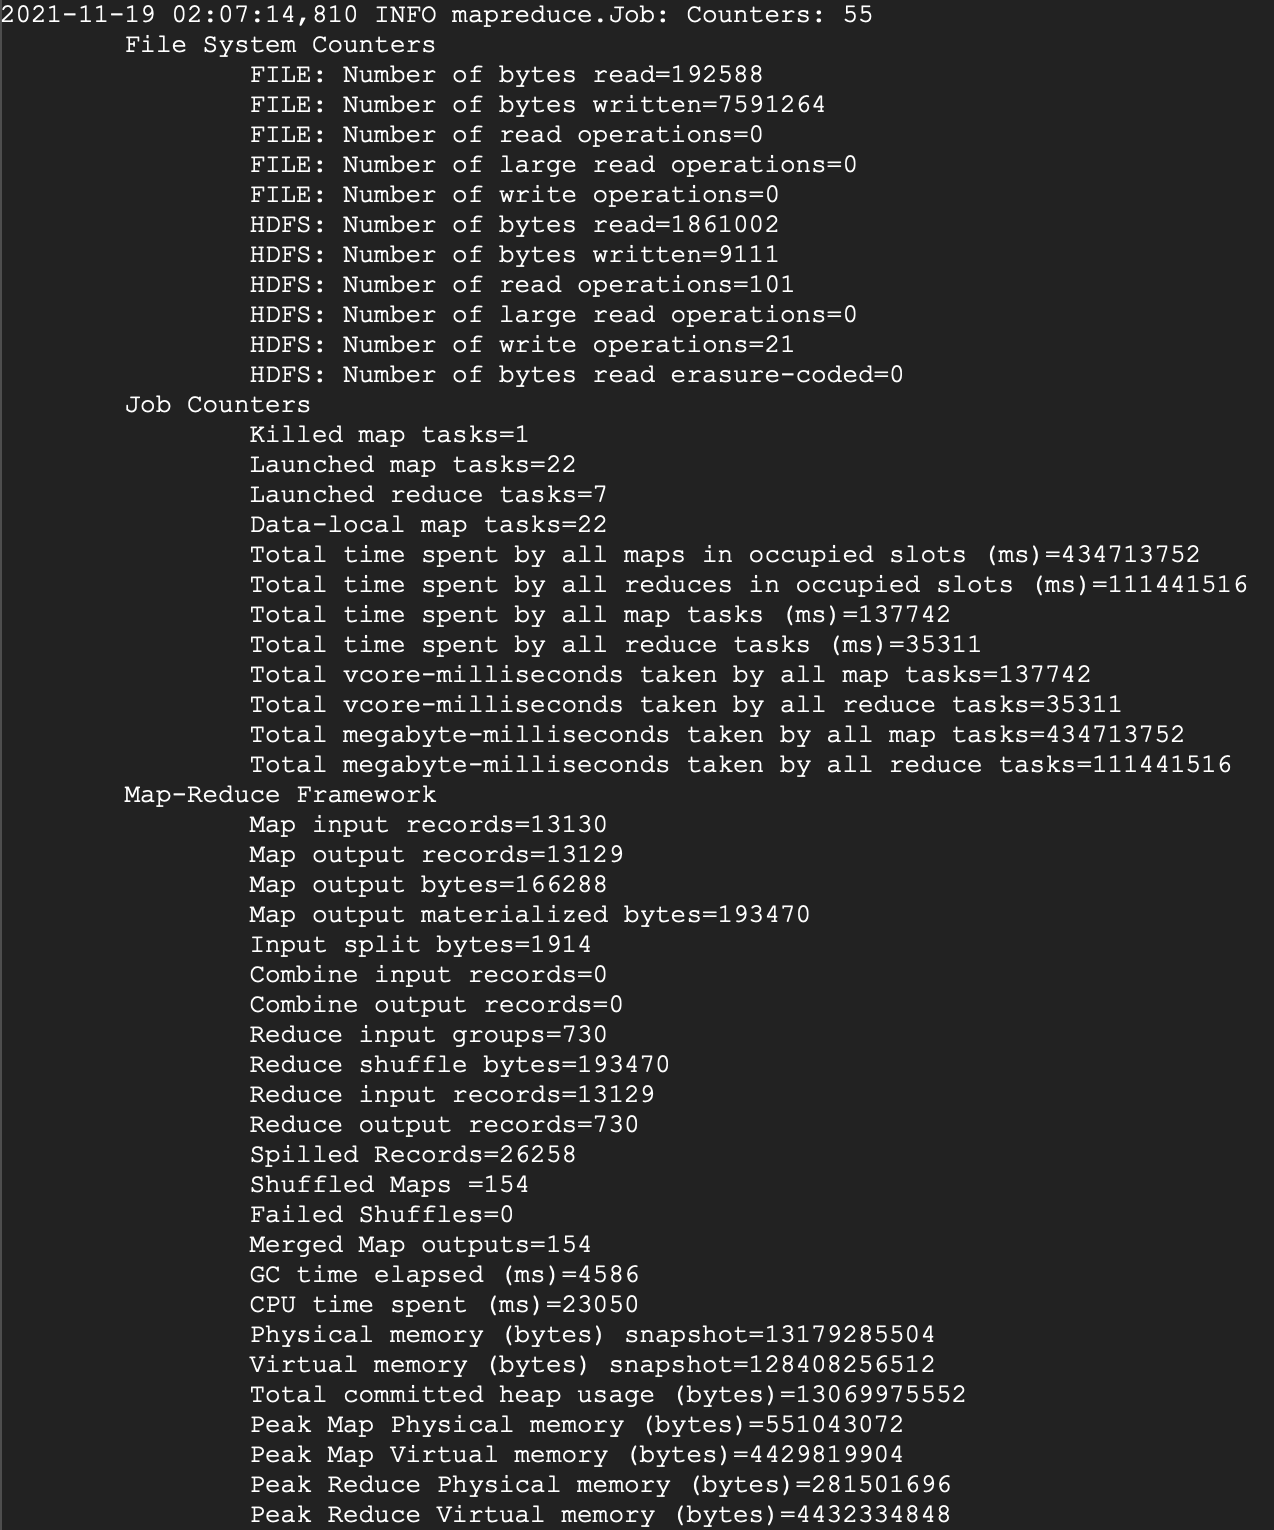 2021-11-19 02:07:14,810 INFO mapreduce.Job: Counters: 55
File System Counters
FILE: Number of bytes read=192588
FILE: Number of bytes written=7591264
FILE: Number of read operations=0
FILE: Number of large read operations=0
FILE: Number of write operations=0
HDFS: Number of bytes read=1861002
HDFS: Number of bytes written=9111
HDFS: Number of read operations=101
HDFS: Number of large read operations=0
HDFS: Number of write operations=21
HDFS: Number of bytes read erasure-coded=0
Job Counters
Killed map tasks=1
Launched map tasks=22
Launched reduce tasks=7
Data-local map tasks=22
Total time spent by all maps in occupied slots (ms)=434713752
Total time spent by all reduces in occupied slots (ms)=111441516
Total time spent by all map tasks (ms)=137742
Total time spent by all reduce tasks (ms)=35311
Total vcore-milliseconds taken by all map tasks=137742
Total vcore-milliseconds taken by all reduce tasks=35311
Total megabyte-milliseconds taken by all map tasks=434713752
Total megabyte-milliseconds taken by all reduce tasks=111441516
Map-Reduce Framework
Map input records=13130
Map output records=13129
Map output bytes=166288
Map output materialized bytes=193470
Input split bytes=1914
Combine input records=0
Combine output records=0
Reduce input groups=730
Reduce shuffle bytes=193470
Reduce input records=13129
Reduce output records=730
Spilled Records=26258
Shuffled Maps =154
Failed Shuffles=0
Merged Map outputs=154
GC time elapsed (ms)=4586
CPU time spent (ms)=23050
Physical memory (bytes) snapshot=13179285504
Virtual memory (bytes) snapshot=128408256512
Total committed heap usage (bytes)=13069975552
Peak Map Physical memory (bytes)=551043072
Peak Map Virtual memory (bytes)=4429819904
Peak Reduce Physical memory (bytes)=281501696
Peak Reduce Virtual memory (bytes)=4432334848